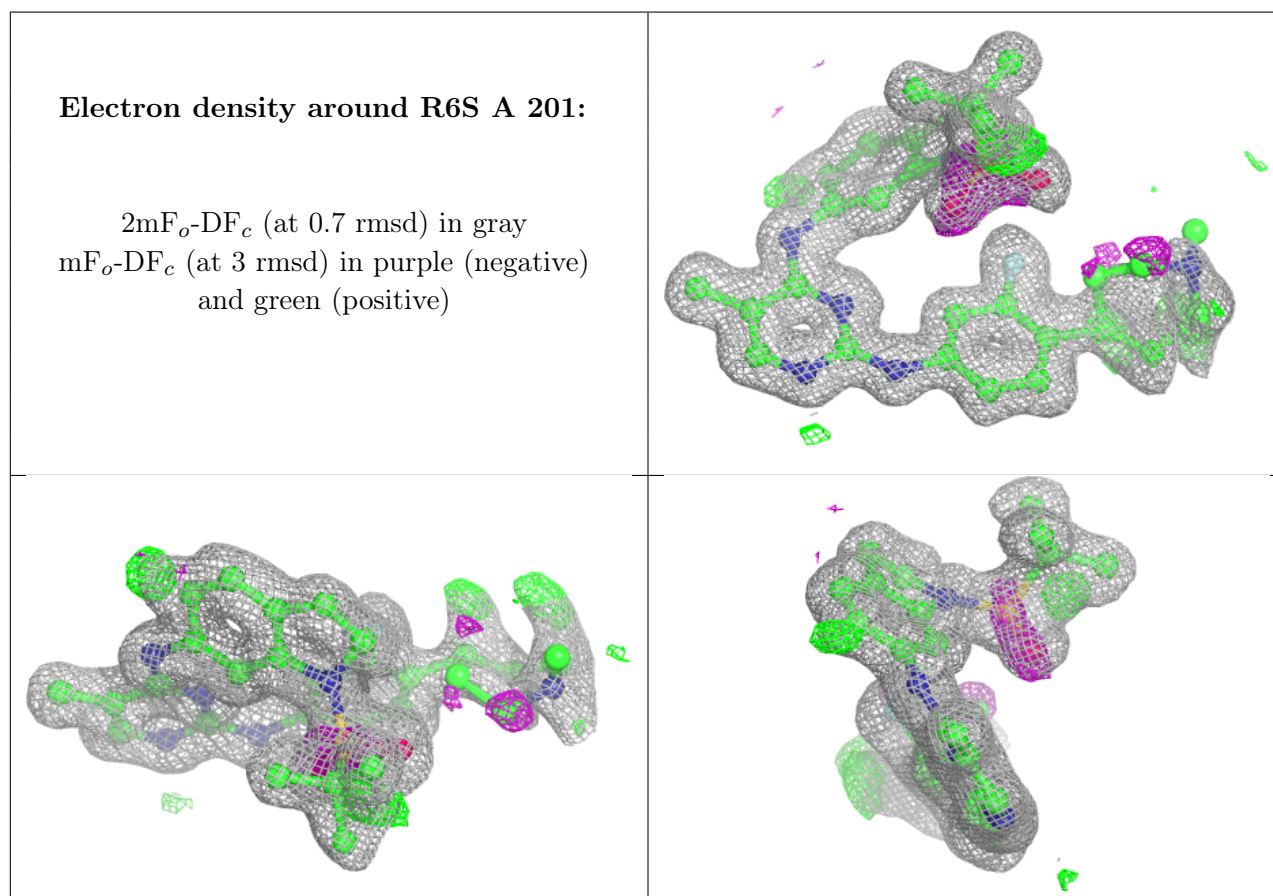 Electron density around R6S A 201:
2mFo-DFc (at 0.7 rmsd) in gray
mFo-DFc (at 3 rmsd) in purple (negative)
and green (positive)